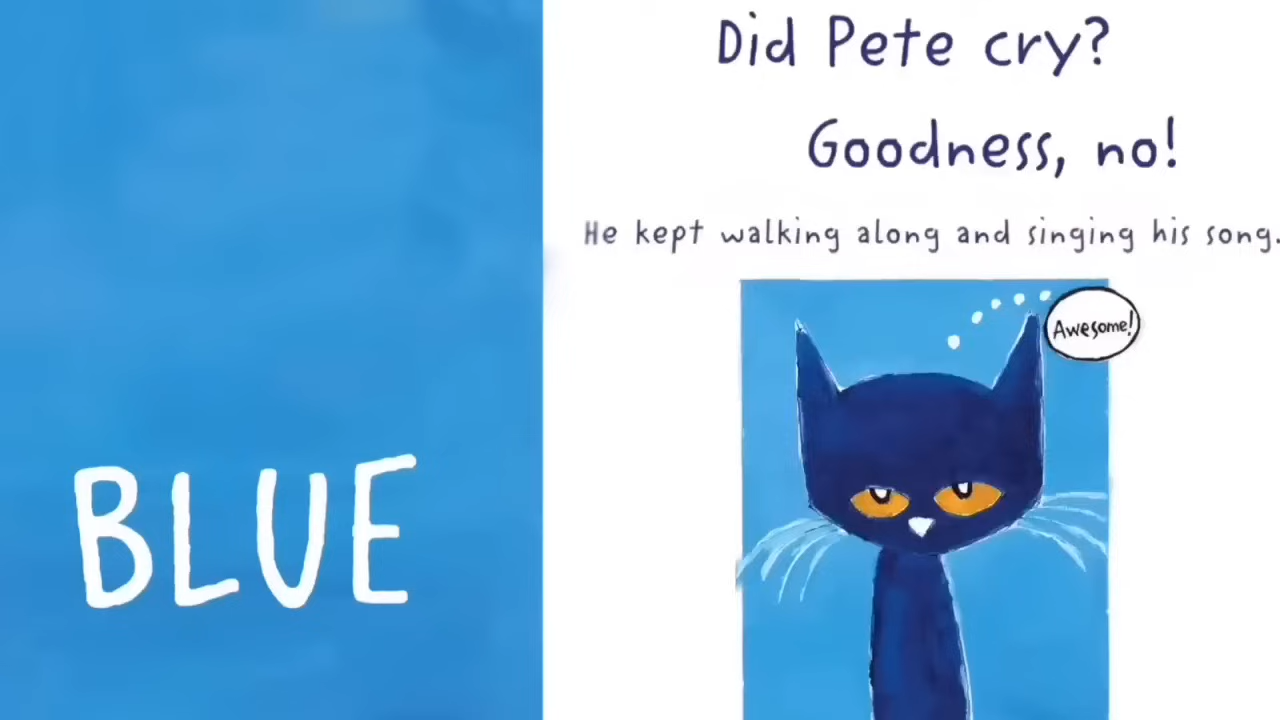 BLUE
Did Pete cry?
Goodness, no!
He kept walking along and singing his song.
Awesome!